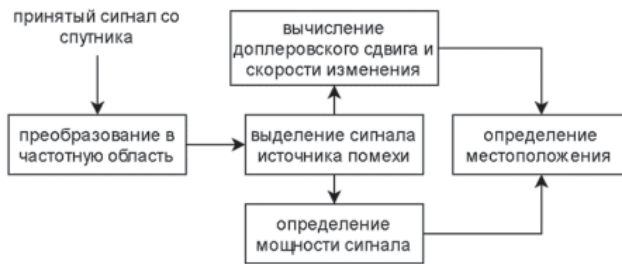 принятый сигнал со
спутника
вычисление
доплеровского сдвига и
скорости изменения
преобразование в
частотную область
выделение сигнала
источника помехи
определение
местоположения
определение
мощности сигнала